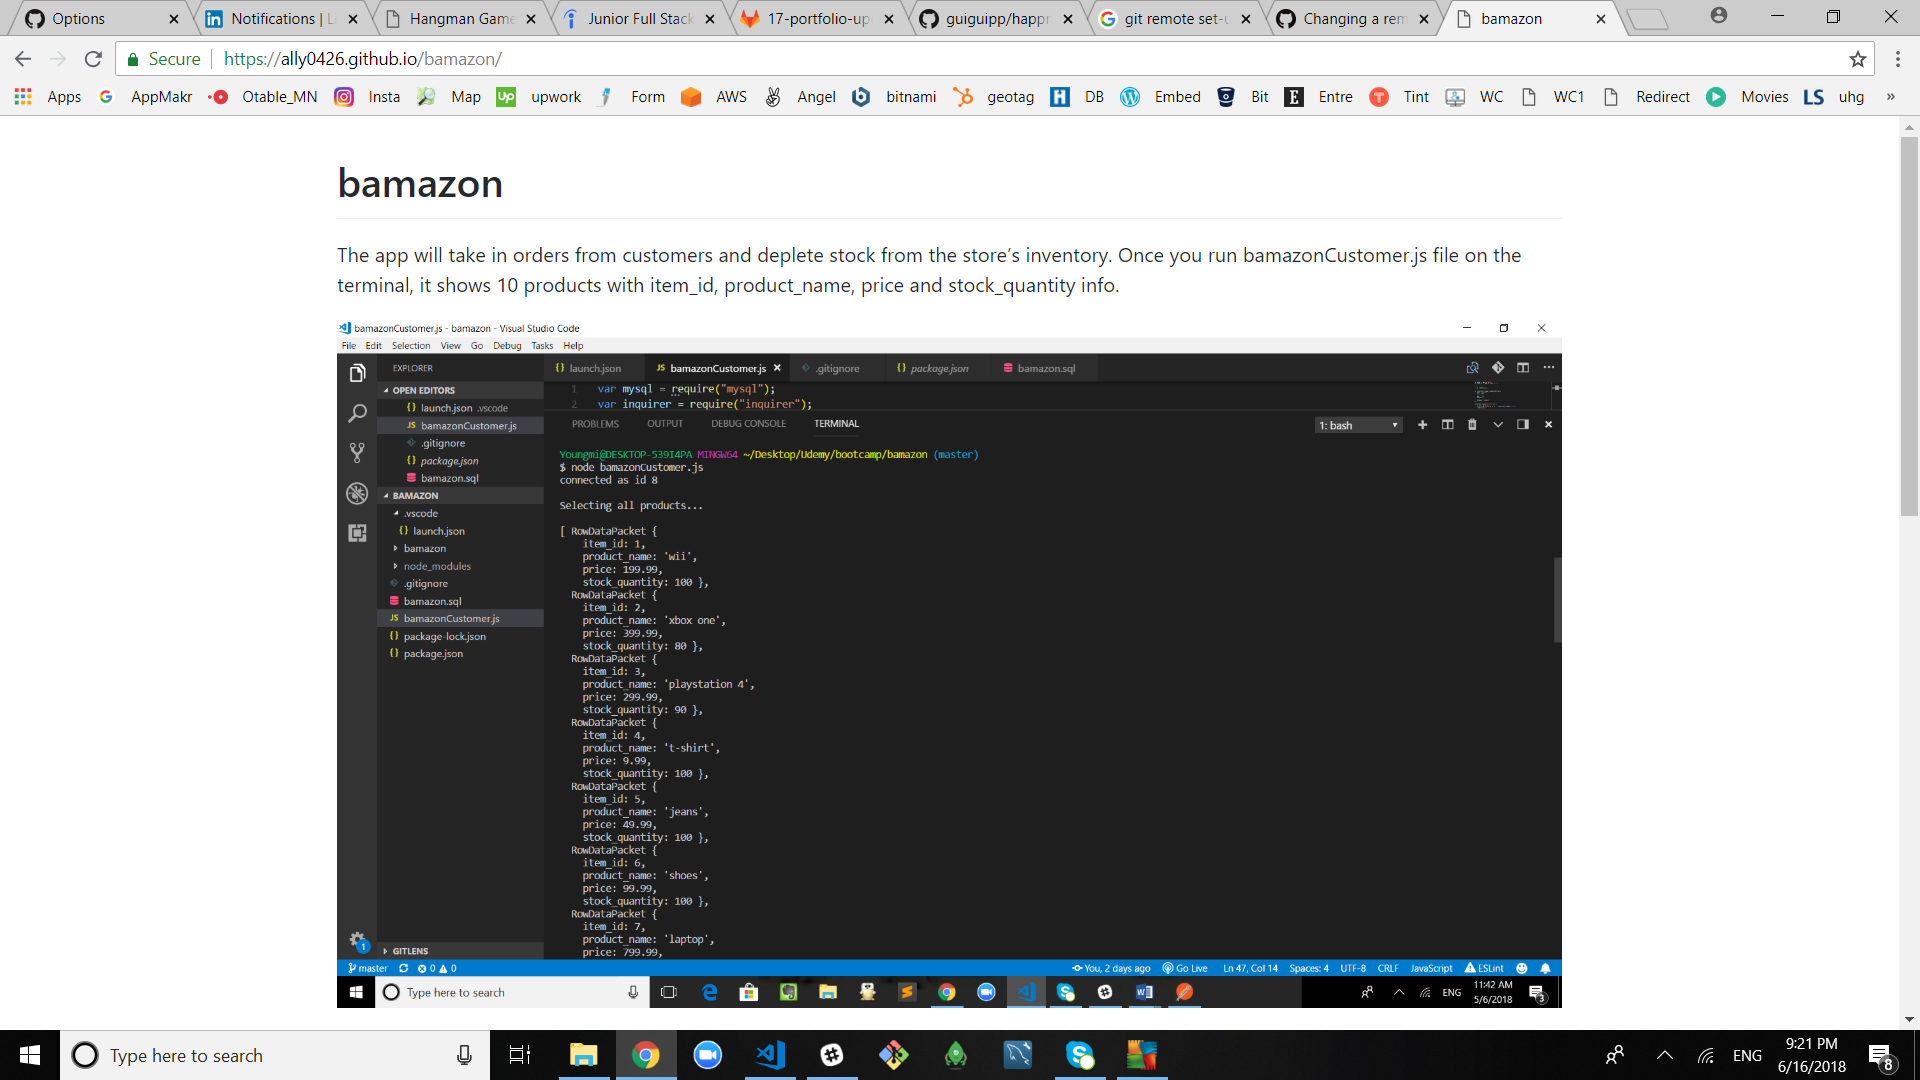 Options
Notifications | Li
Hangman Game
Junior Full Stack
17-portfolio-upd
guiguipp/happr
git remote set-u
Changing a rem
bamazon
Secure
https://ally0426.github.io/bamazon/
Apps
AppMakr
Otable_MN
Insta
Map
upwork
Form
AWS
Angel
bitnami
geotag
DB
Embed
Bit
Entre
Tint
WC
WC1
Redirect
Movies
LS uhg
»
bamazon
The app will take in orders from customers and deplete stock from the store’s inventory. Once you run bamazonCustomer.js file on the
terminal, it shows 10 products with item_id, product_name, price and stock_quantity info.
bamazonCustomer.js - bamazon - Visual Studio Code
File Edit Selection View Go Debug Tasks Help
EXPLORER
OPEN EDITORS
{} launch.json .vscode
JS bamazonCustomer.js
.gitignore
{} package.json
bamazon.sql
BAMAZON
.vscode
{} launch.json
bamazon
node_modules
.gitignore
bamazon.sql
JS bamazonCustomer.js
{} package-lock.json
{} package.json
GITLENS
{} launch.json
JS bamazonCustomer.js
.gitignore
{} package.json
bamazon.sql
1 var mysql = require("mysql");
2 var inquirer = require("inquirer");
PROBLEMS OUTPUT DEBUG CONSOLE TERMINAL
1: bash
Youngmi@DESKTOP-539I4PA MINGW64 ~/Desktop/Udemy/bootcamp/bamazon (master)
$ node bamazonCustomer.js
connected as id 8
Selecting all products...
[ RowDataPacket {
item_id: 1,
product_name: 'wii',
price: 199.99,
stock_quantity: 100 },
RowDataPacket {
item_id: 2,
product_name: 'xbox one',
price: 399.99,
stock_quantity: 80 },
RowDataPacket {
item_id: 3,
product_name: 'playstation 4',
price: 299.99,
stock_quantity: 90 },
RowDataPacket {
item_id: 4,
product_name: 't-shirt',
price: 9.99,
stock_quantity: 100 },
RowDataPacket {
item_id: 5,
product_name: 'jeans',
price: 49.99,
stock_quantity: 100 },
RowDataPacket {
item_id: 6,
product_name: 'shoes',
price: 99.99,
stock_quantity: 100 },
RowDataPacket {
item_id: 7,
product_name: 'laptop',
price: 799.99,
master 0 0
You, 2 days ago Go Live Ln 47, Col 14 Spaces: 4 UTF-8 CRLF JavaScript ESLint
Type here to search
ENG
11:42 AM
5/6/2018
3
Type here to search
ENG
9:21 PM
6/16/2018
8